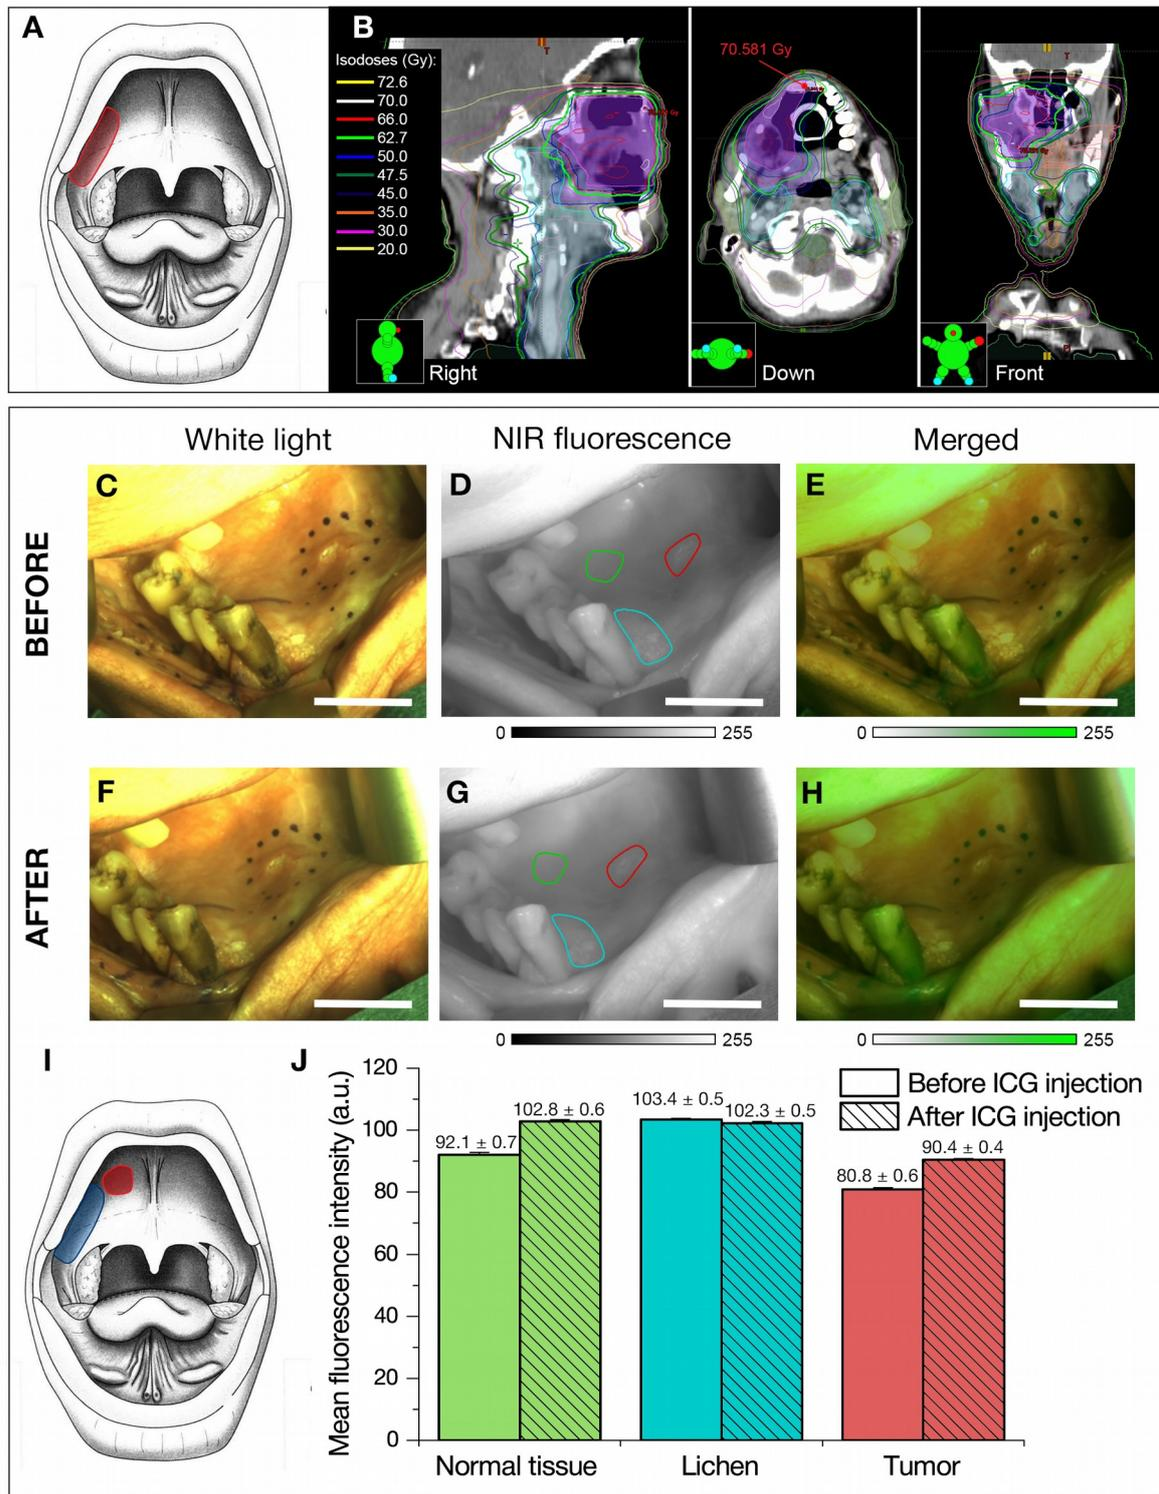 A
B
Isodoses (Gy):
72.6
70.0
66.0
62.7
50.0
47.5
45.0
35.0
30.0
20.0
T
Right
70.581 Gy
Down
T
Front
White light
NIR fluorescence
Merged
BEFORE
C
D
E
0 255
0 255
AFTER
F
G
H
0 255
0 255
I
J
Mean fluorescence intensity (a.u.)
120
100
80
60
40
20
0
Before ICG injection
After ICG injection
92.1 ± 0.7
102.8 ± 0.6
103.4 ± 0.5
102.3 ± 0.5
80.8 ± 0.6
90.4 ± 0.4
Normal tissue
Lichen
Tumor